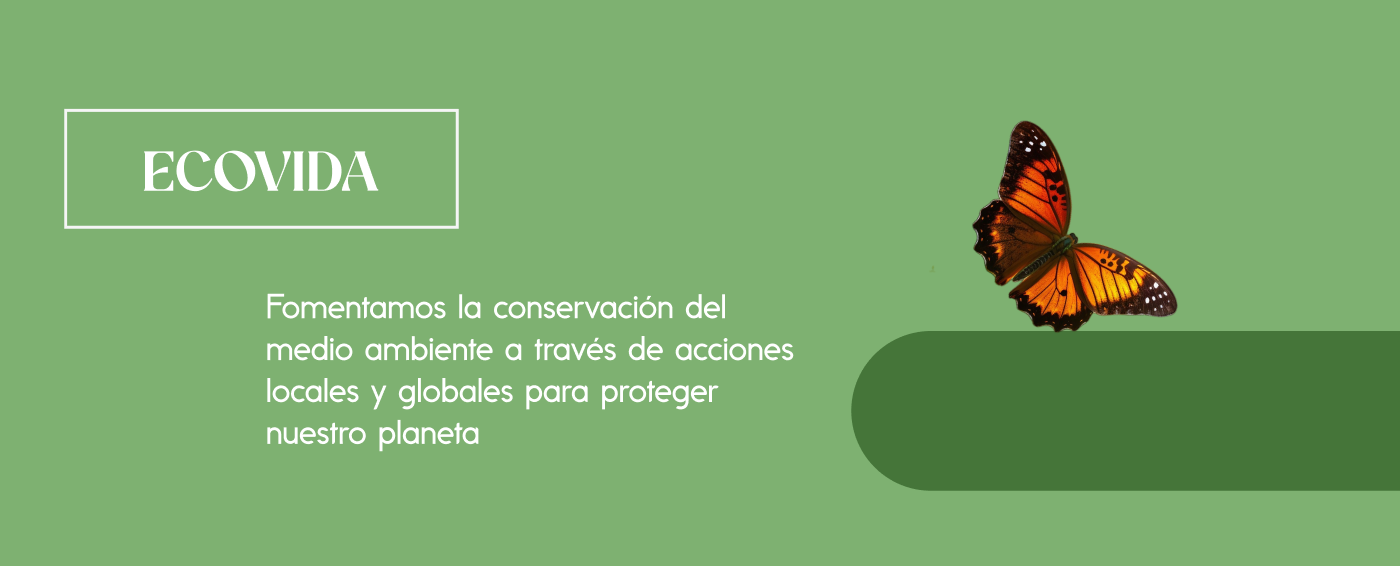 ECOVIDA
Fomentamos la conservación del
medio ambiente a través de acciones
locales y globales para proteger
nuestro planeta